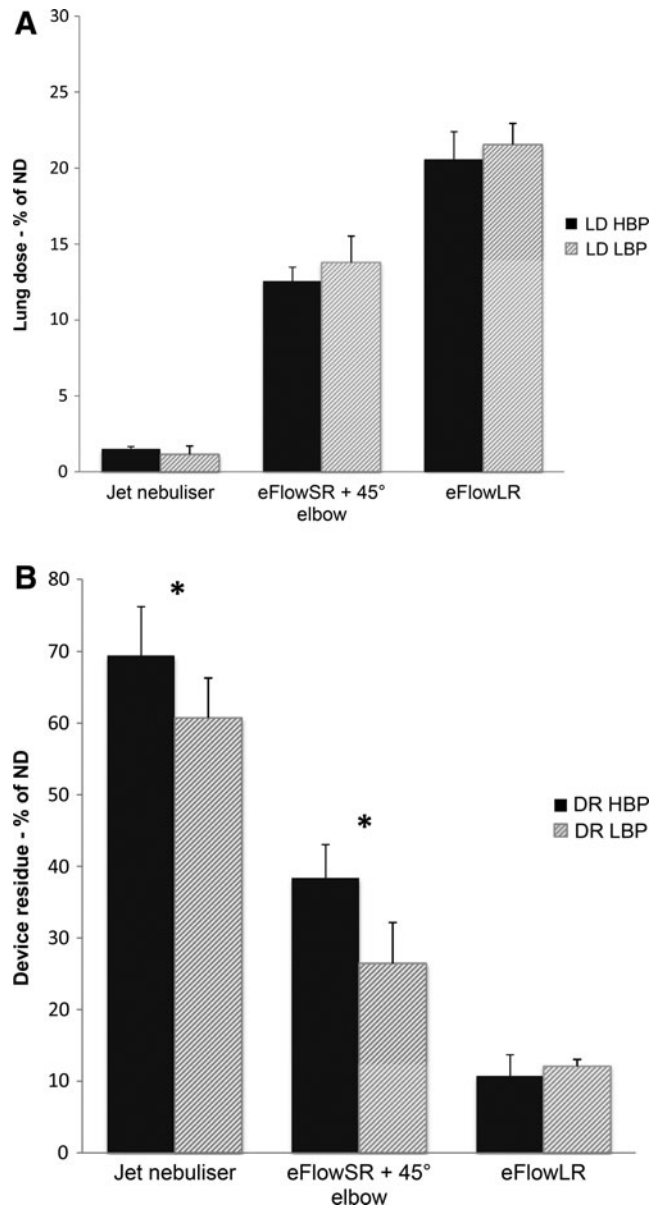 A
30
25
20
15
10
5
0
Lung dose - % of ND
Jet nebuliser
eFlowSR + 45°
elbow
eFlowLR
LD HBP
LD LBP
B
80
70
60
50
40
30
20
10
0
Device residue - % of ND
*
*
Jet nebuliser
eFlowSR + 45°
elbow
eFlowLR
DR HBP
DR LBP